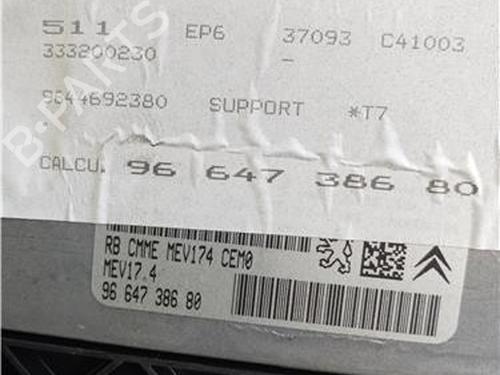 511 EP6 37093 C41003
333200230 -
9644692380 SUPPORT *T7
CALCU. 96 647 386 80
RB CMME MEV174 CEM0
MEV17.4
96 647 386 80
B-PARTS